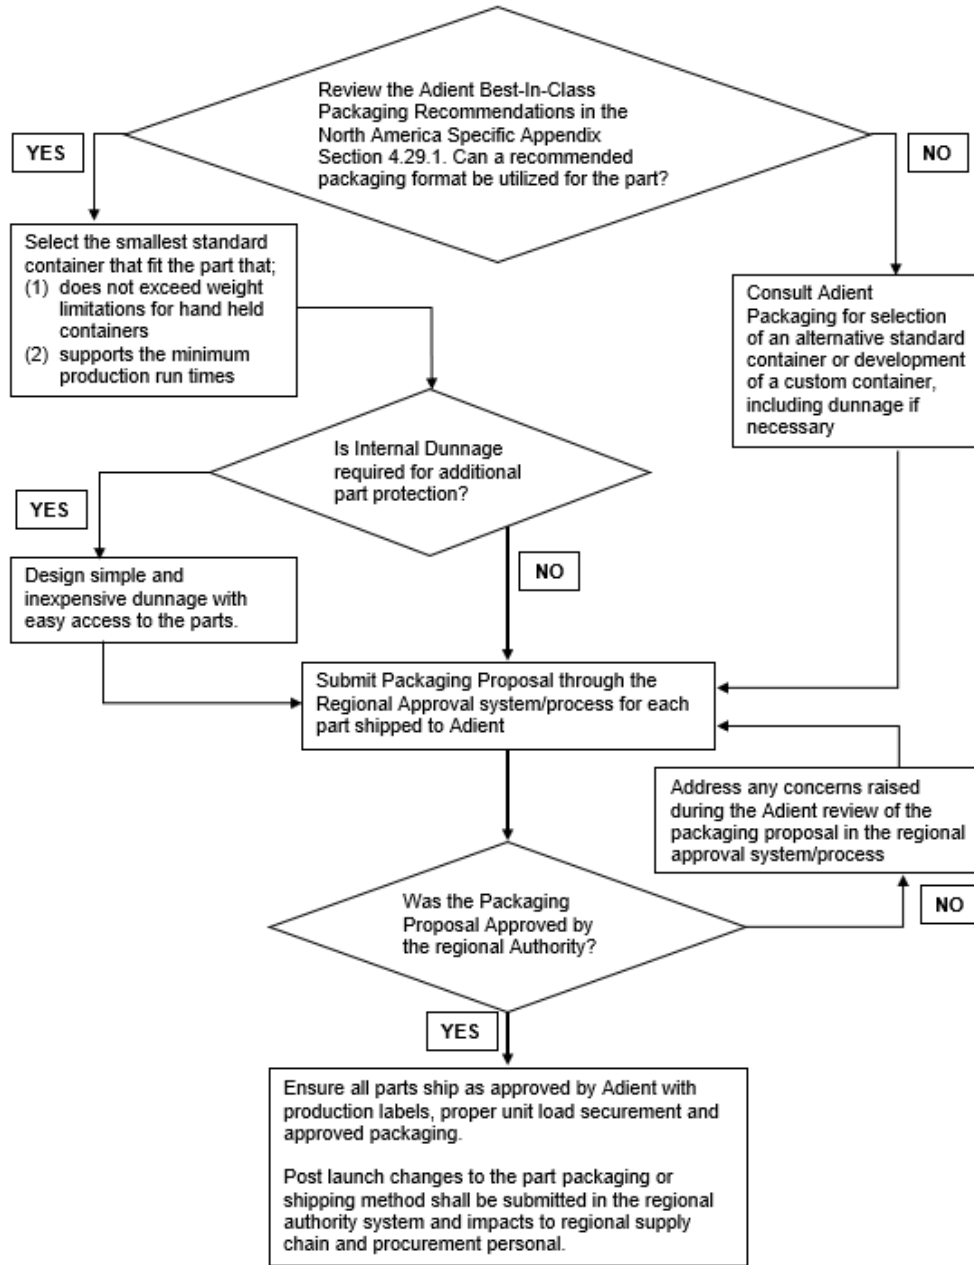 Review the Adient Best-In-Class
Packaging Recommendations in the
North America Specific Appendix
Section 4.29.1. Can a recommended
packaging format be utilized for the part?
YES
NO
Select the smallest standard
container that fit the part that;
(1) does not exceed weight
limitations for hand held
containers
(2) supports the minimum
production run times
Consult Adient
Packaging for selection
of an alternative standard
container or development
of a custom container,
including dunnage if
necessary
Is Internal Dunnage
required for additional
part protection?
YES
NO
Design simple and
inexpensive dunnage with
easy access to the parts.
Submit Packaging Proposal through the
Regional Approval system/process for each
part shipped to Adient
Address any concerns raised
during the Adient review of the
packaging proposal in the regional
approval system/process
NO
Was the Packaging
Proposal Approved by
the regional Authority?
YES
Ensure all parts ship as approved by Adient with
production labels, proper unit load securement and
approved packaging.
Post launch changes to the part packaging or
shipping method shall be submitted in the regional
authority system and impacts to regional supply
chain and procurement personal.